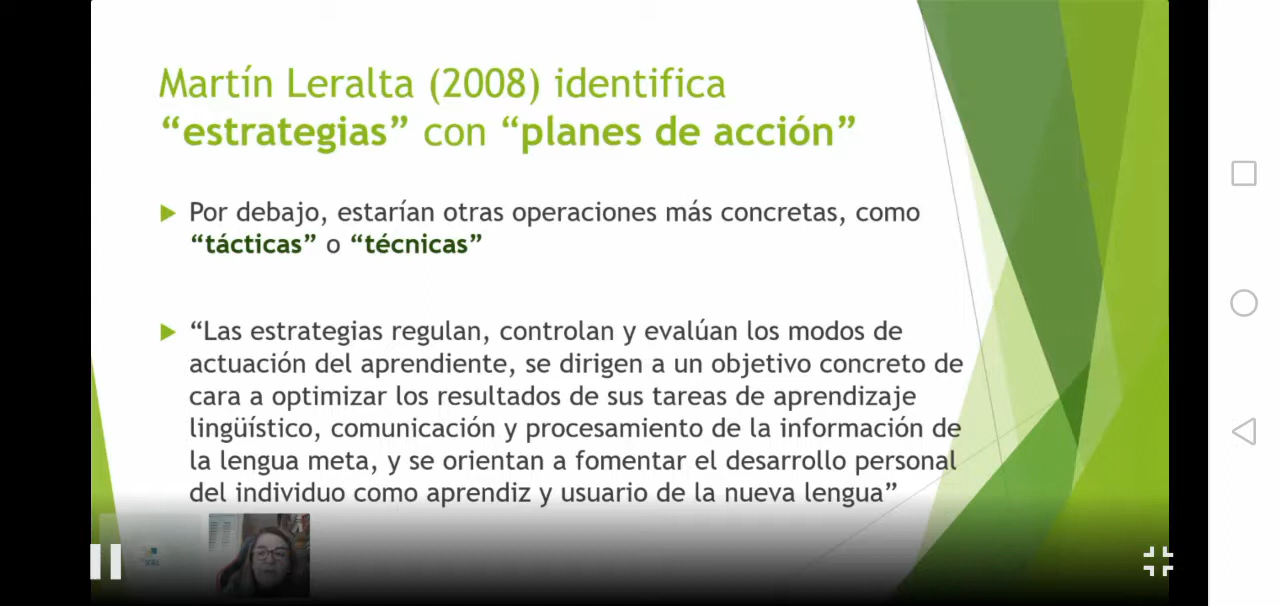 Martín Leralta (2008) identifica
“estrategias” con “planes de acción”
Por debajo, estarían otras operaciones más concretas, como
“tácticas” o “técnicas”
“Las estrategias regulan, controlan y evalúan los modos de
actuación del aprendiente, se dirigen a un objetivo concreto de
cara a optimizar los resultados de sus tareas de aprendizaje
lingüístico, comunicación y procesamiento de la información de
la lengua meta, y se orientan a fomentar el desarrollo personal
del individuo como aprendiz y usuario de la nueva lengua”